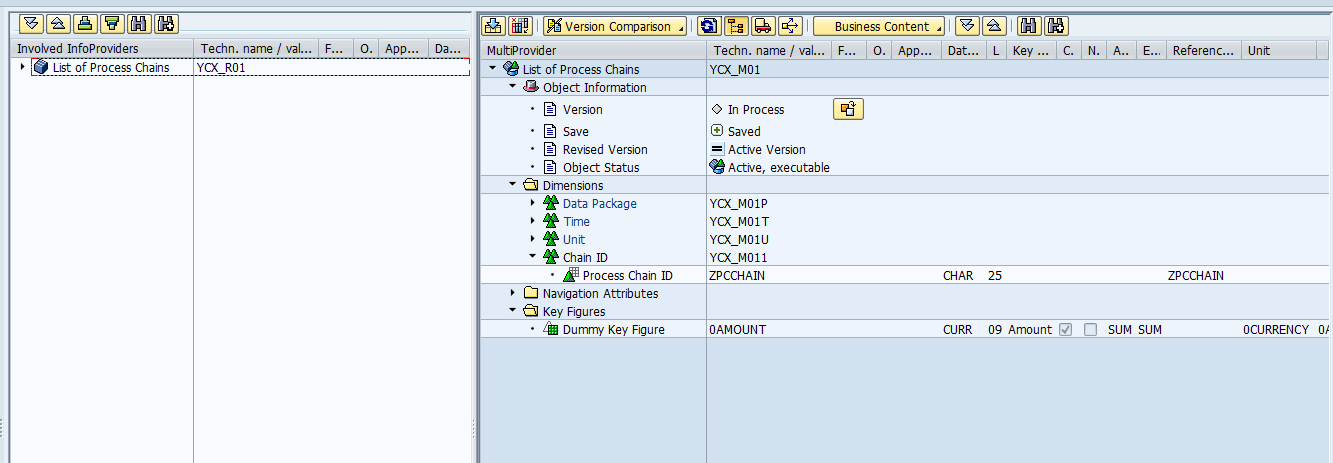 Version Comparison Business Content
Involved InfoProviders Techn. name / val... F... O. App... Da...
List of Process Chains YCX_R01
MultiProvider Techn. name / val... F... O. App... Dat... L Key ... C. N. A.. E... Referenc... Unit
List of Process Chains YCX_M01
Object Information
Version In Process
Save Saved
Revised Version Active Version
Object Status Active, executable
Dimensions
Data Package YCX_M01P
Time YCX_M01T
Unit YCX_M01U
Chain ID YCX_M011
Process Chain ID ZPCCHAIN CHAR 25 ZPCCHAIN
Navigation Attributes
Key Figures
Dummy Key Figure 0AMOUNT CURR 09 Amount SUM SUM 0CURRENCY